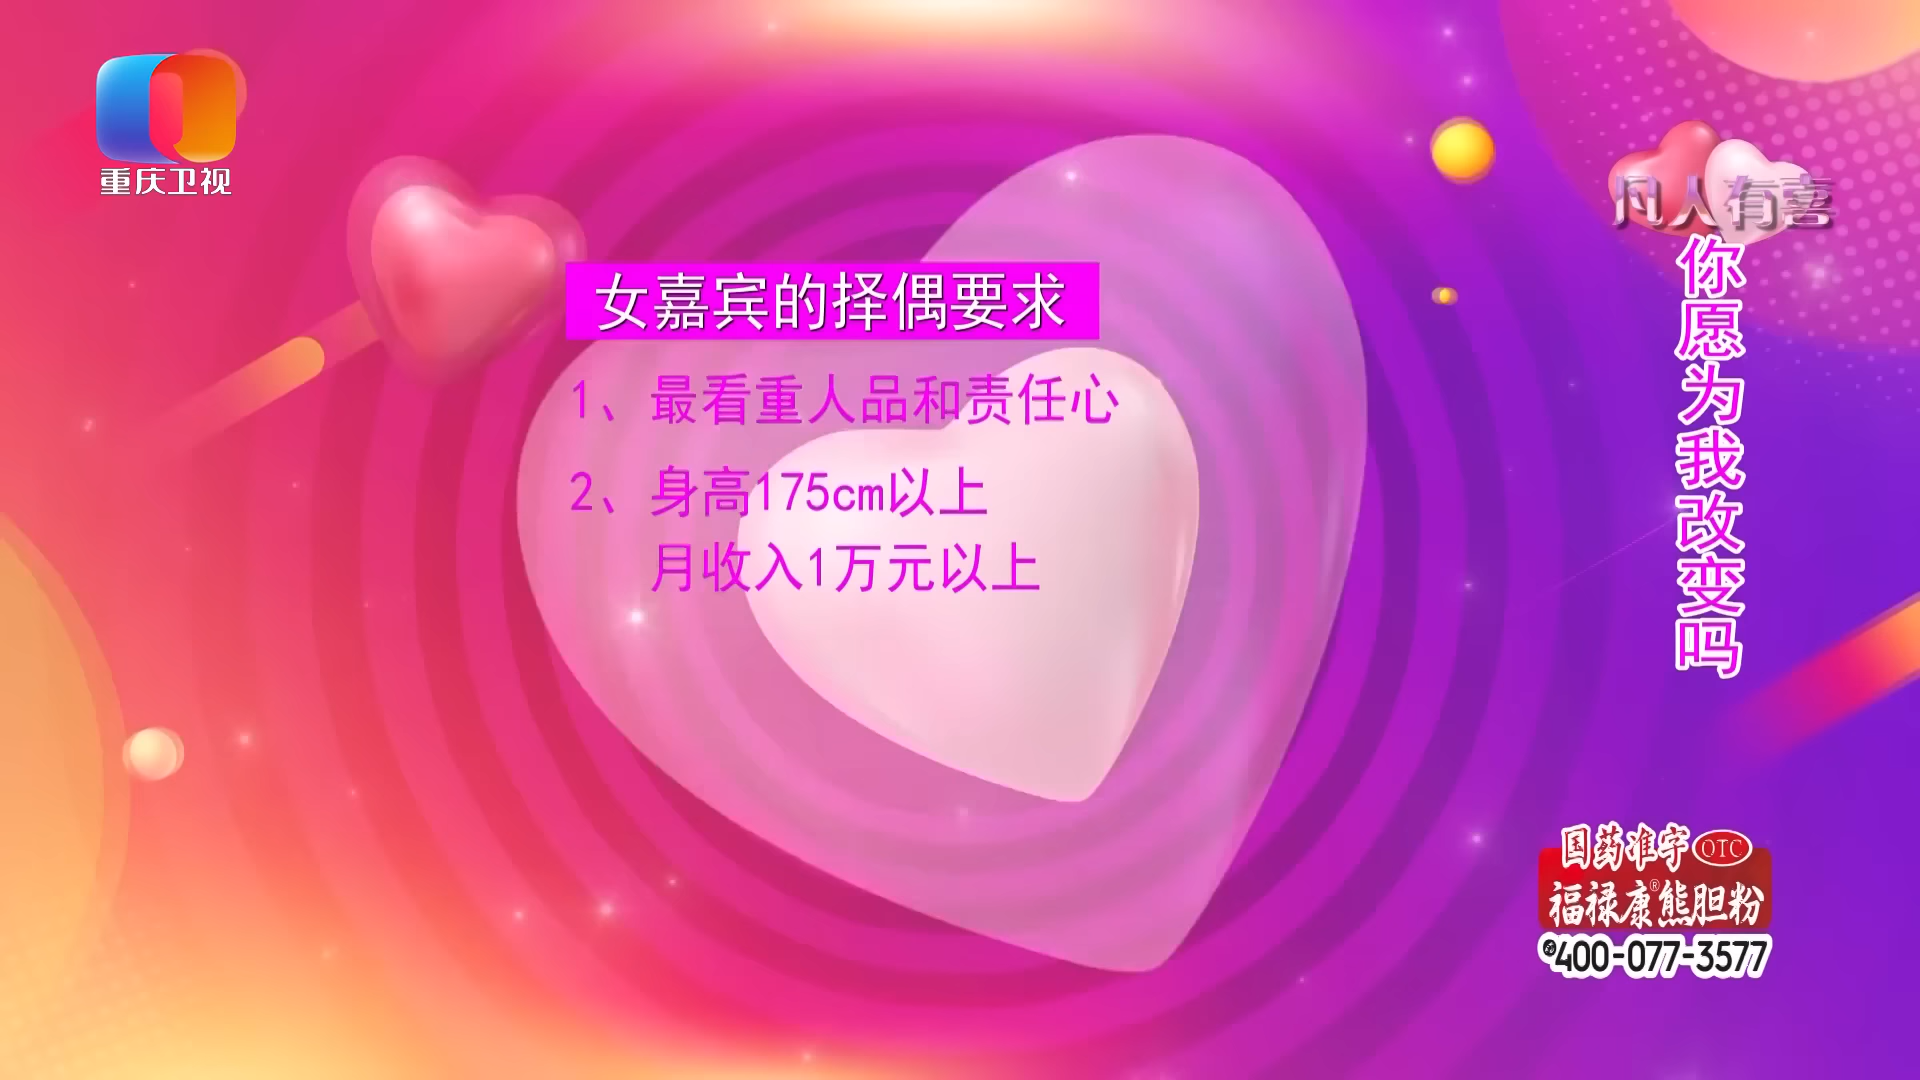 重庆卫视
凡人有喜
你愿为我改变吗
女嘉宾的择偶要求
1、最看重人品和责任心
2、身高175cm以上
月收入1万元以上
国药准字 OTC
福禄康®熊胆粉
400-077-3577